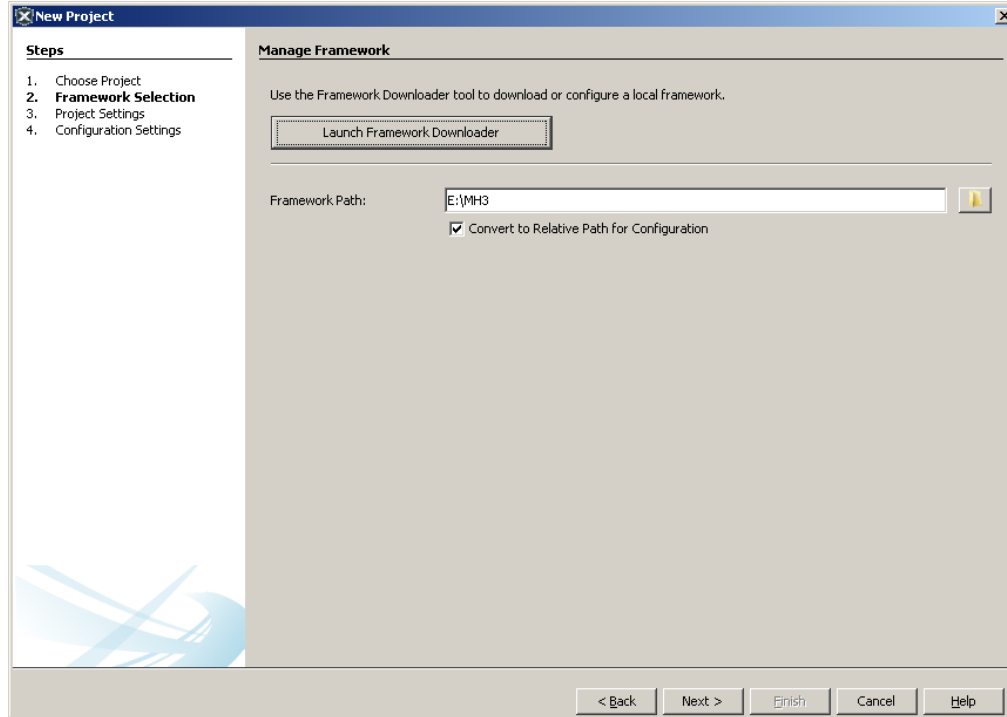 New Project
Steps
1. Choose Project
2. Framework Selection
3. Project Settings
4. Configuration Settings
Manage Framework
Use the Framework Downloader tool to download or configure a local framework.
Launch Framework Downloader
Framework Path: E:\MH3
Convert to Relative Path for Configuration
< Back Next > Finish Cancel Help